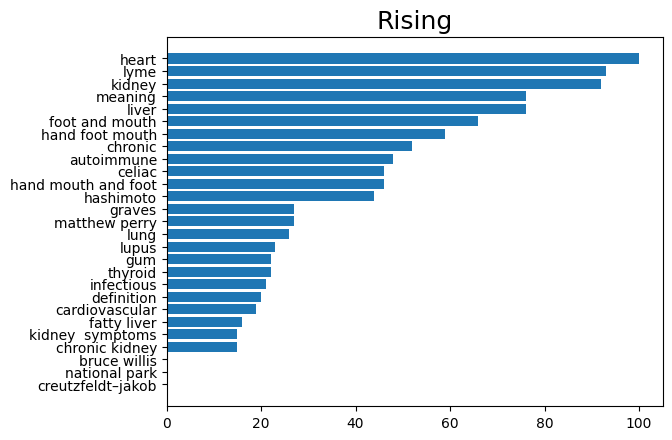 Rising
heart
lyme
kidney
meaning
liver
foot and mouth
hand foot mouth
chronic
autoimmune
celiac
hand mouth and foot
hashimoto
graves
matthew perry
lung
lupus
gum
thyroid
infectious
definition
cardiovascular
fatty liver
kidney  symptoms
chronic kidney
bruce willis
national park
creutzfeldt–jakob
0 20 40 60 80 100